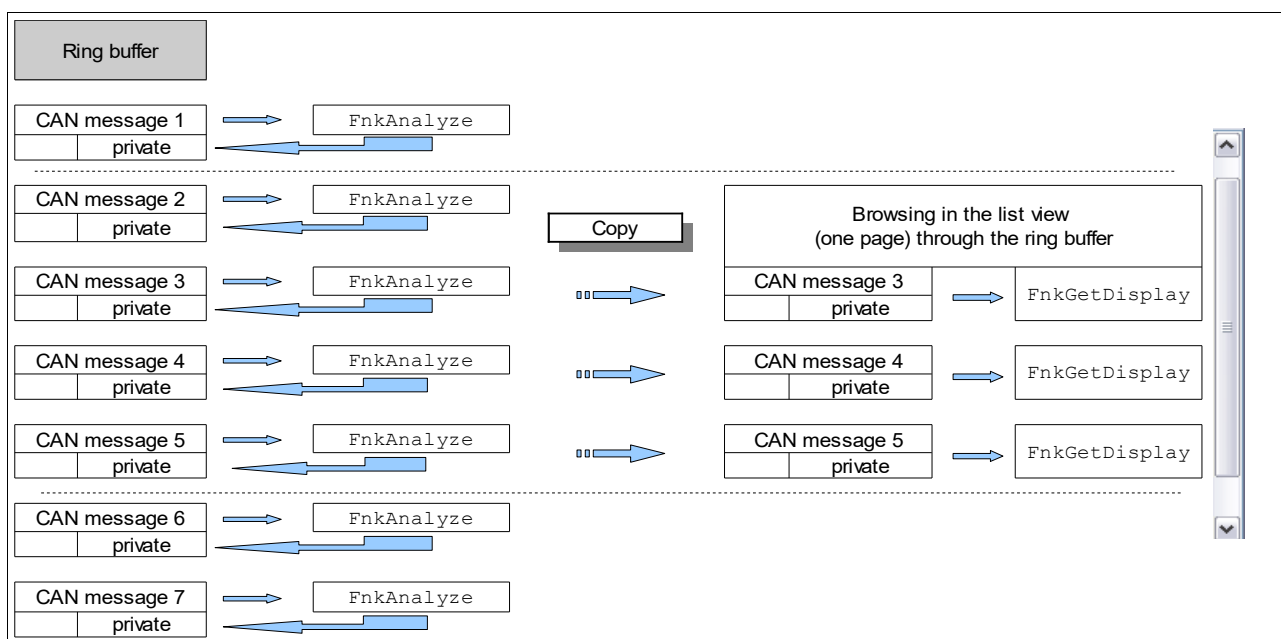 Ring buffer
CAN message 1
FnkAnalyze
private
CAN message 2
FnkAnalyze
private
Copy
Browsing in the list view
(one page) through the ring buffer
CAN message 3
FnkAnalyze
private
CAN message 3
private
FnkGetDisplay
CAN message 4
FnkAnalyze
private
CAN message 4
private
FnkGetDisplay
CAN message 5
FnkAnalyze
private
CAN message 5
private
FnkGetDisplay
CAN message 6
FnkAnalyze
private
CAN message 7
FnkAnalyze
private